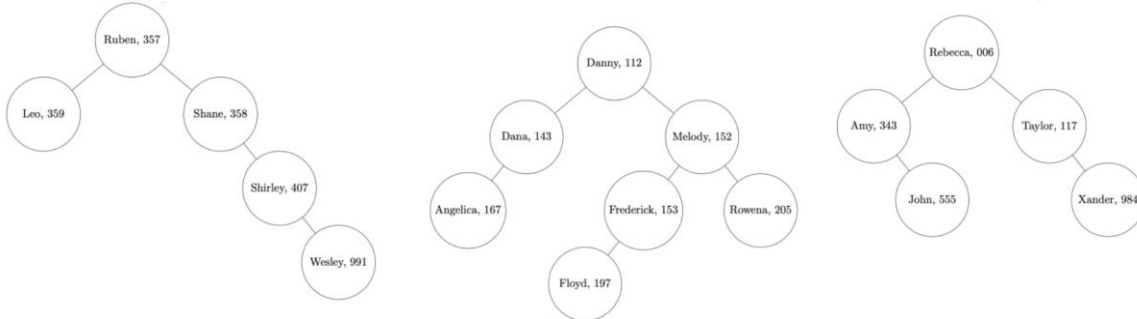 Ruben, 357
Leo, 359
Shane, 358
Shirley, 407
Wesley, 991
Danny, 112
Dana, 143
Melody, 152
Angelica, 167
Frederick, 153
Rowena, 205
Floyd, 197
Rebecca, 006
Amy, 343
Taylor, 117
John, 555
Xander, 984